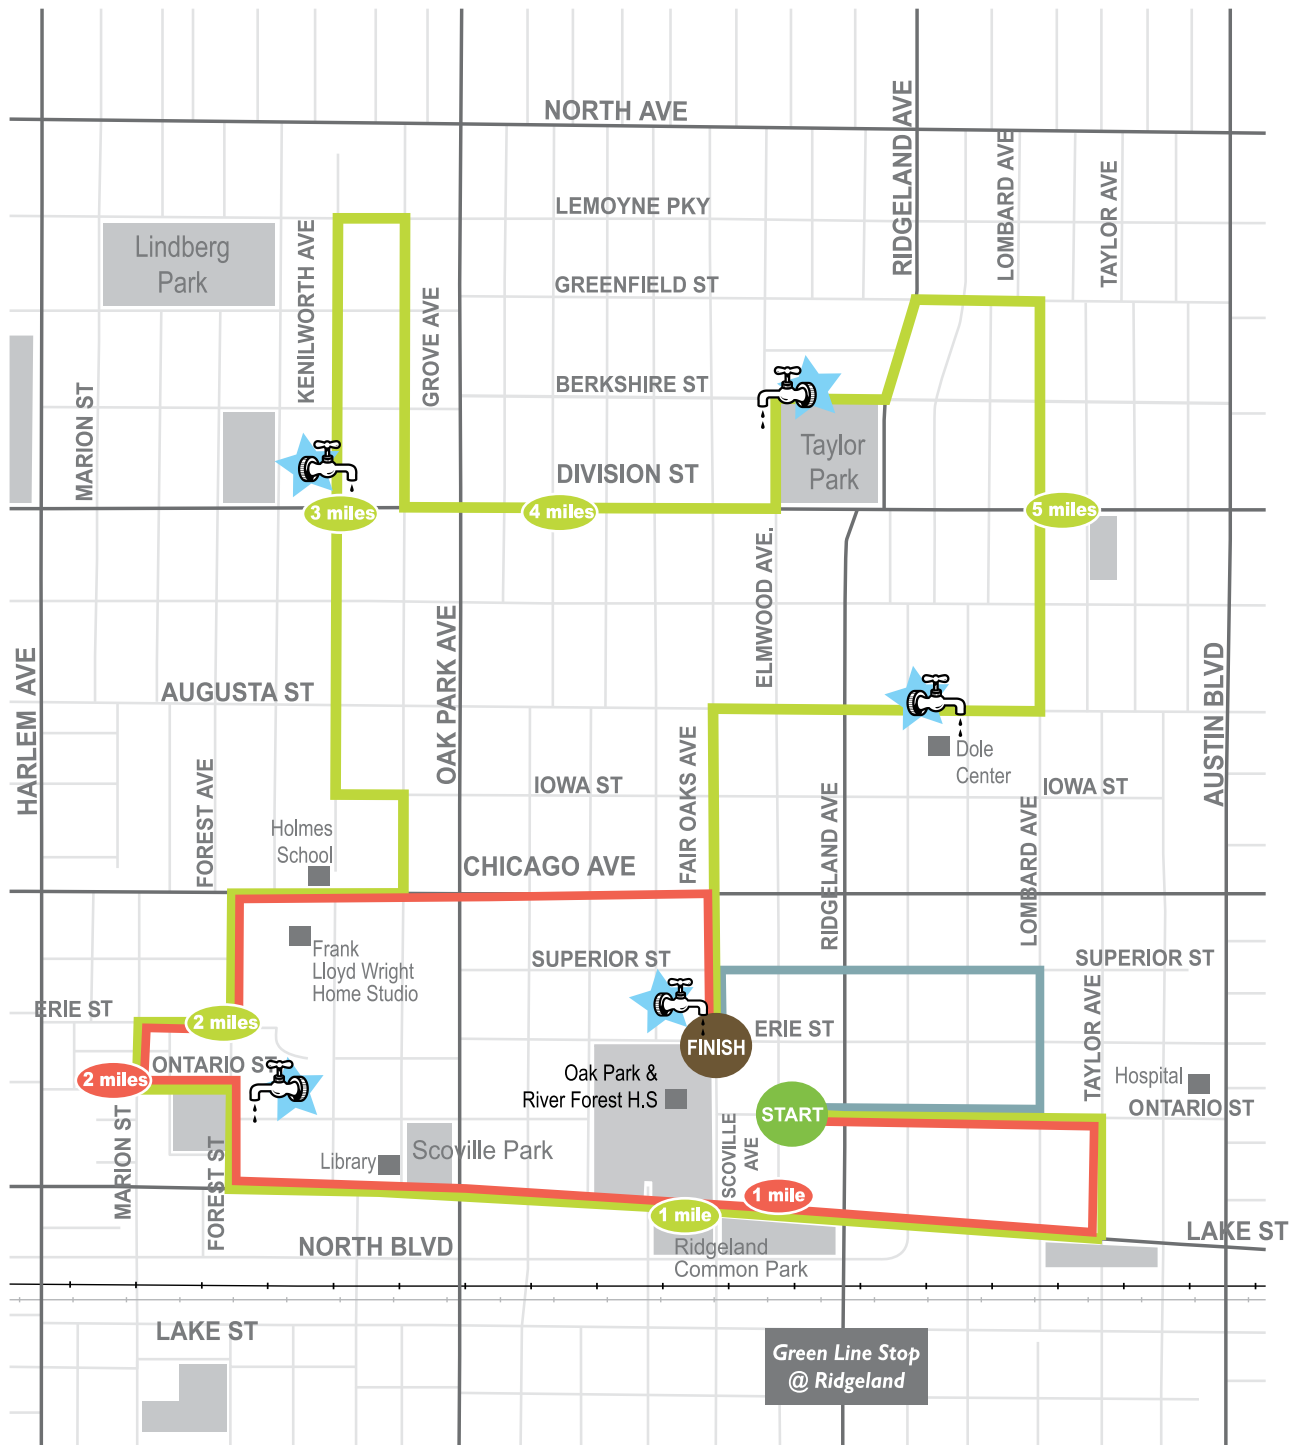 NORTH AVE
RIDGELAND AVE
LOMBARD AVE
TAYLOR AVE
LEMOYNE PKY
Lindberg
Park
KENILWORTH AVE
GREENFIELD ST
GROVE AVE
BERKSHIRE ST
MARION ST
Taylor
Park
DIVISION ST
3 miles
4 miles
5 miles
ELMWOOD AVE.
OAK PARK AVE
HARLEM AVE
AUGUSTA ST
AUSTIN BLVD
Dole
Center
FAIR OAKS AVE
IOWA ST
IOWA ST
FOREST AVE
RIDGELAND AVE
LOMBARD AVE
Holmes
School
CHICAGO AVE
Frank
Lloyd Wright
Home Studio
SUPERIOR ST
SUPERIOR ST
ERIE ST
2 miles
ERIE ST
FINISH
TAYLOR AVE
ONTARIO ST
2 miles
Oak Park &
River Forest H.S
Hospital
ONTARIO ST
START
MARION ST
FOREST ST
Library
Scoville Park
SCOVILLE
AVE
1 mile
1 mile
LAKE ST
NORTH BLVD
Ridgeland
Common Park
LAKE ST
Green Line Stop
@ Ridgeland